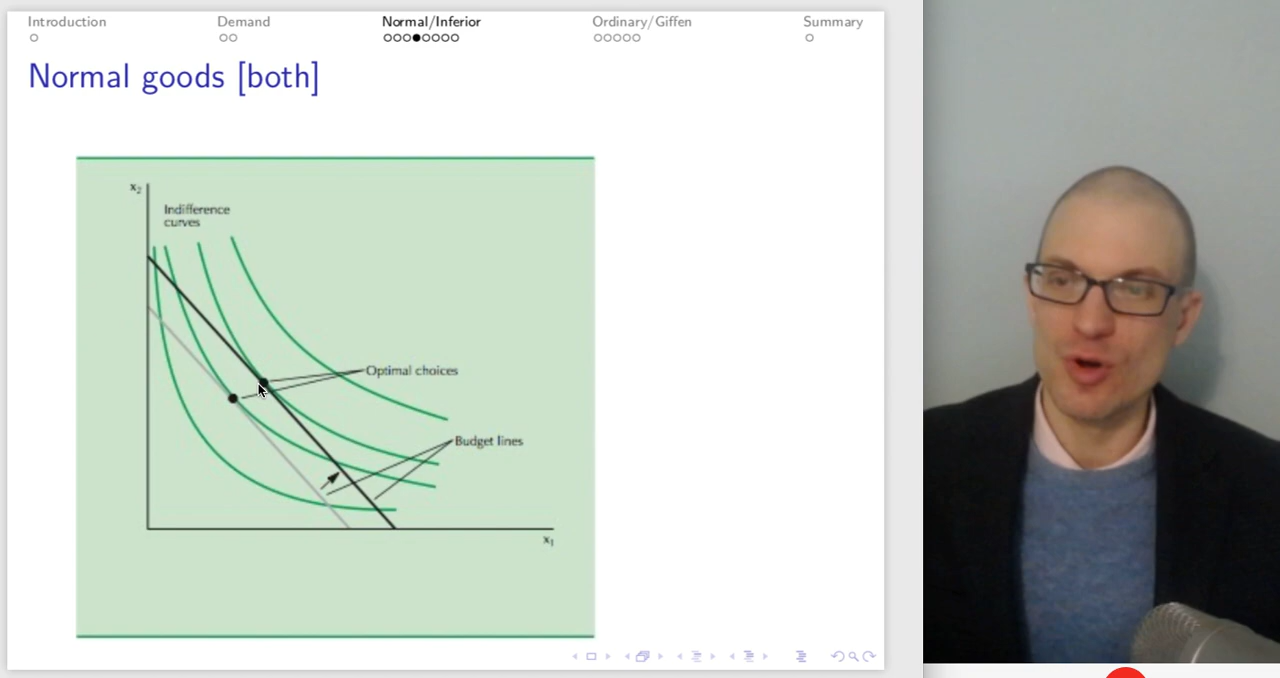 Introduction Demand Normal/Inferior Ordinary/Giffen Summary
Normal goods [both]
x2
Indifference
curves
Optimal choices
Budget lines
x1